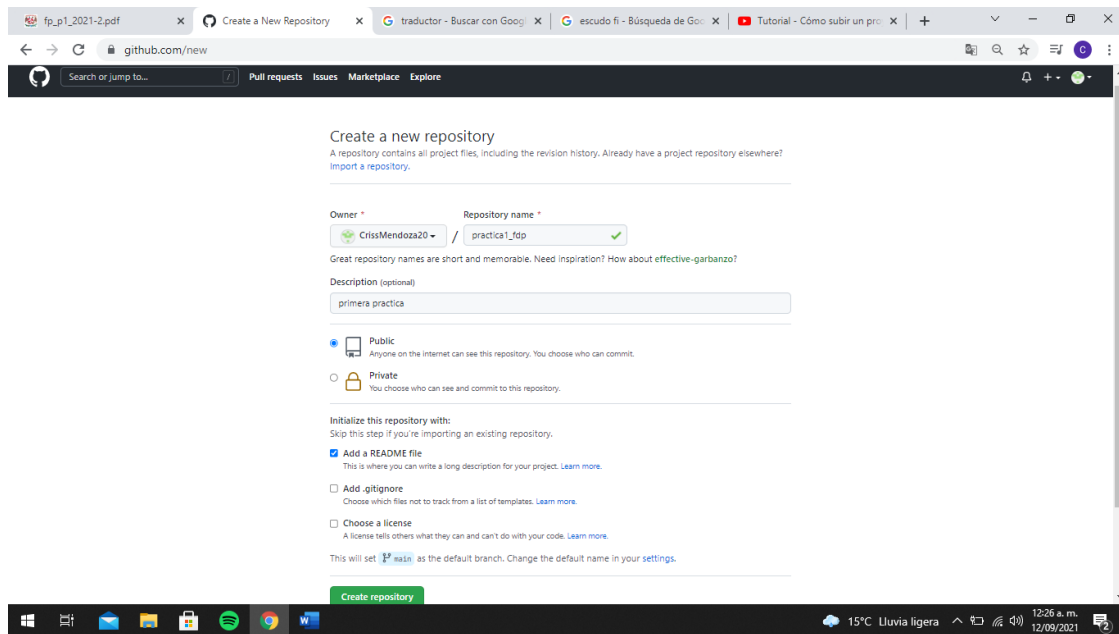 fp_p1_2021-2.pdf
Create a New Repository
traductor - Buscar con Googl
escudo fi - Búsqueda de Goo
Tutorial - Cómo subir un pro
github.com/new
C
Search or jump to...
/
Pull requests Issues Marketplace Explore
Create a new repository
A repository contains all project files, including the revision history. Already have a project repository elsewhere?
Import a repository.
Owner *
Repository name *
CrissMendoza20
/
practica1_fdp
Great repository names are short and memorable. Need inspiration? How about effective-garbanzo?
Description (optional)
primera practica
Public
Anyone on the internet can see this repository. You choose who can commit.
Private
You choose who can see and commit to this repository.
Initialize this repository with:
Skip this step if you're importing an existing repository.
Add a README file
This is where you can write a long description for your project. Learn more.
Add .gitignore
Choose which files not to track from a list of templates. Learn more.
Choose a license
A license tells others what they can and can't do with your code. Learn more.
This will set main as the default branch. Change the default name in your settings.
Create repository
15°C Lluvia ligera
12:26 a. m.
12/09/2021
2